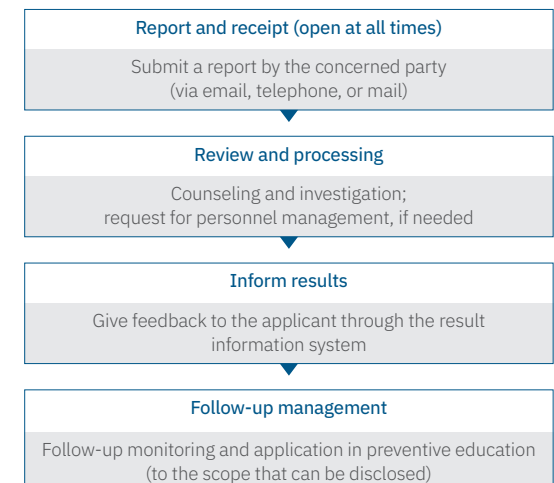 Report and receipt (open at all times)
Submit a report by the concerned party
(via email, telephone, or mail)
Review and processing
Counseling and investigation;
request for personnel management, if needed
Inform results
Give feedback to the applicant through the result
information system
Follow-up management
Follow-up monitoring and application in preventive education
(to the scope that can be disclosed)